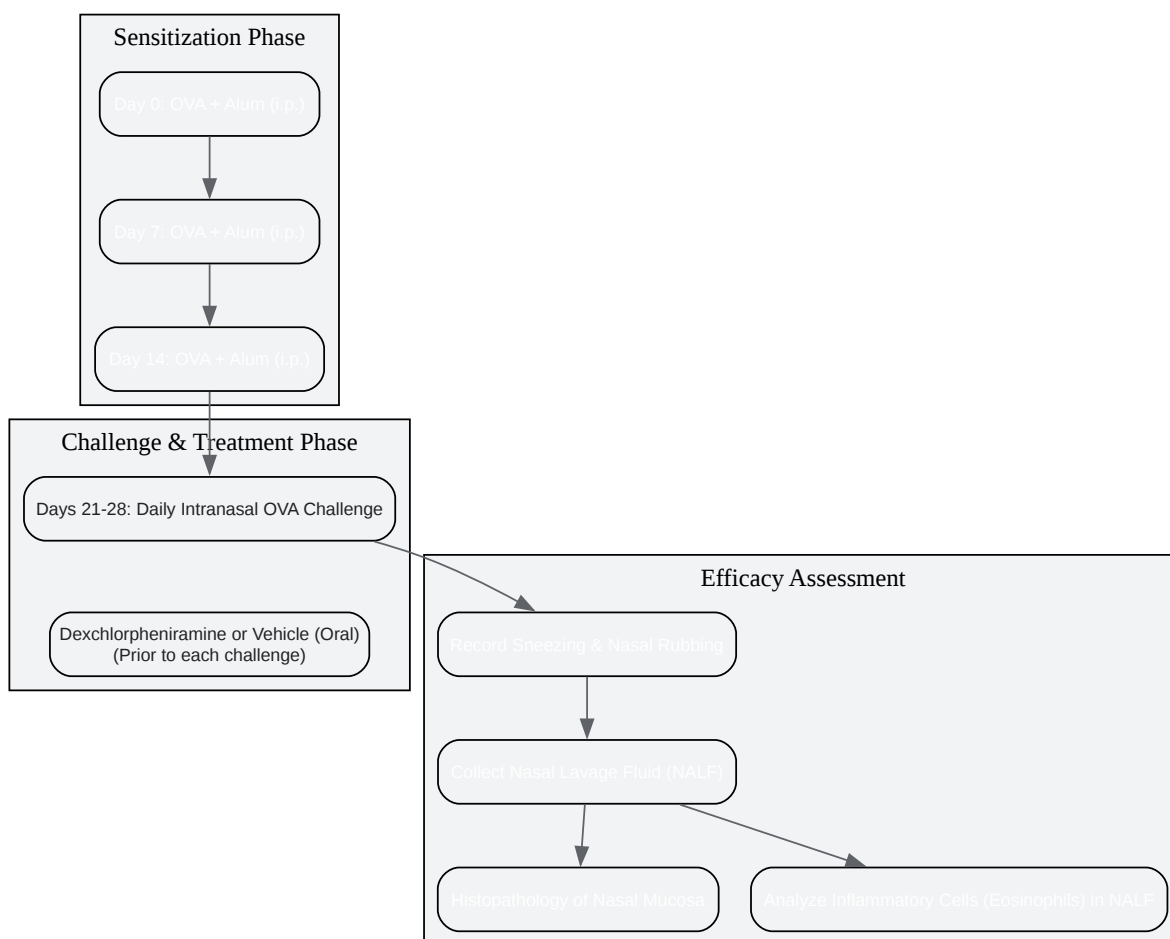 Sensitization Phase
Day 0: OVA + Alum (i.p.)
Day 7: OVA + Alum (i.p.)
Day 14: OVA + Alum (i.p.)
Challenge & Treatment Phase
Days 21-28: Daily Intranasal OVA Challenge
Dexchlorpheniramine or Vehicle (Oral)
(Prior to each challenge)
Efficacy Assessment
Record Sneezing & Nasal Rubbing
Collect Nasal Lavage Fluid (NALF)
Histopathology of Nasal Mucosa
Analyze Inflammatory Cells (Eosinophils) in NALF